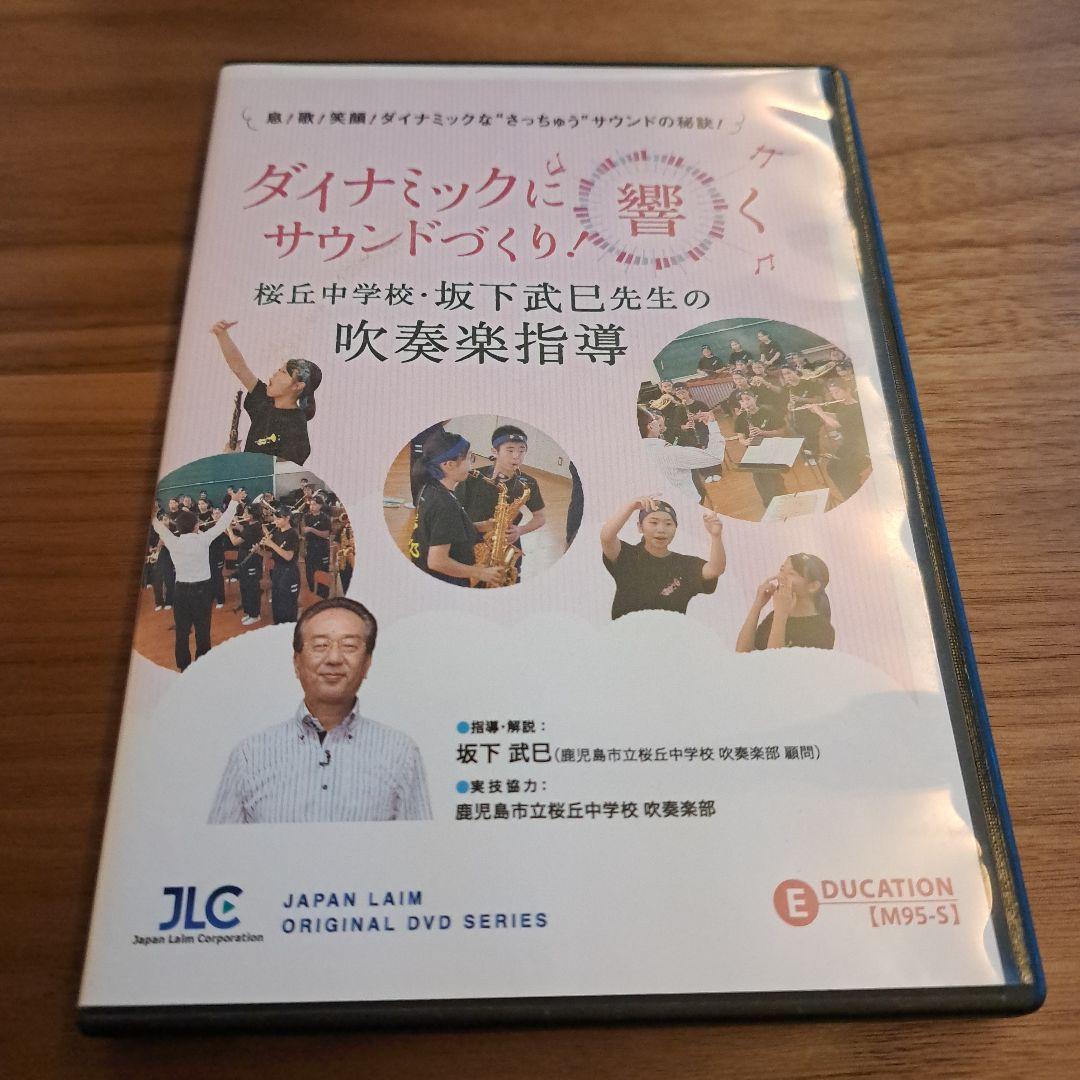 息!歌!笑顔!ダイナミックな"さっちゅう"サウンドの秘訣!
ダイナミックに響く
サウンドづくり!
桜丘中学校・坂下武巳先生の
吹奏楽指導
●指導・解説:
坂下 武巳(鹿児島市立桜丘中学校 吹奏楽部 顧問)
●実技協力:
鹿児島市立桜丘中学校 吹奏楽部
JLC
Japan Laim Corporation
JAPAN LAIM
ORIGINAL DVD SERIES
EDUCATION
【M95-S】